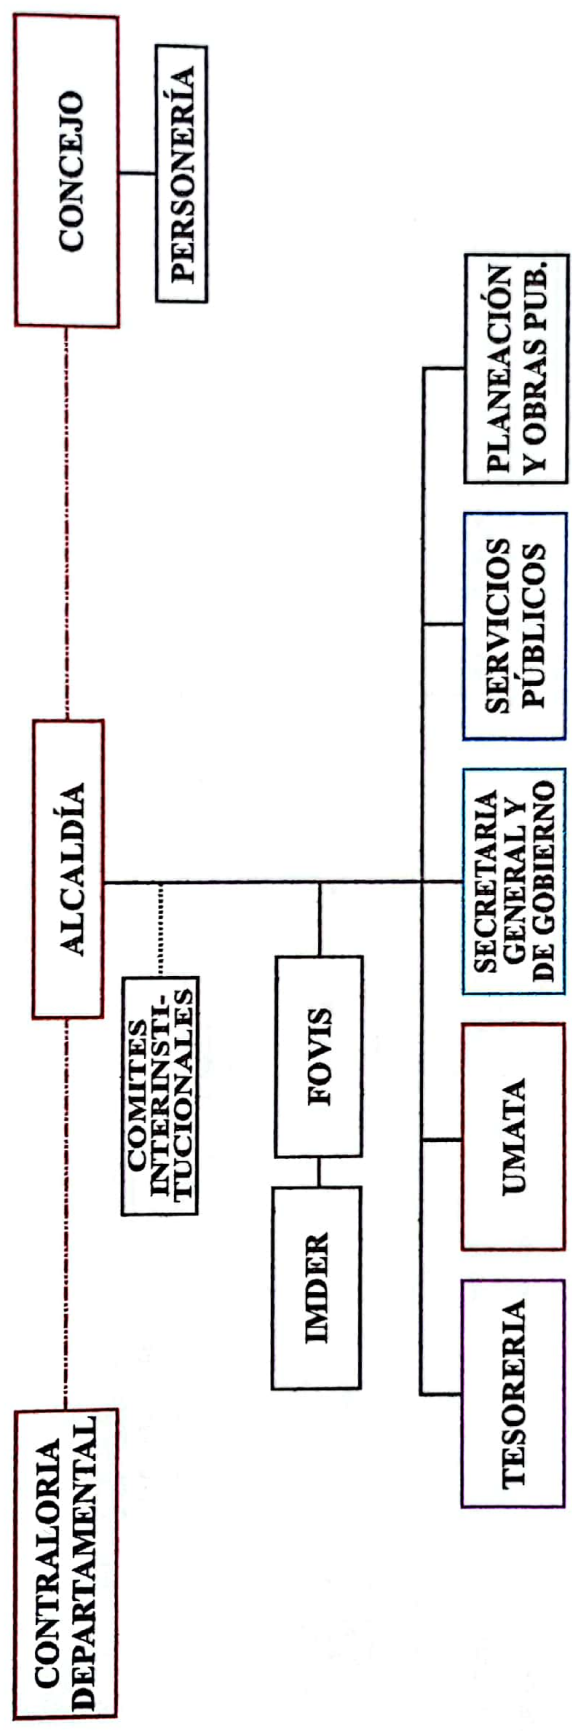 CONTRALORIA
DEPARTAMENTAL
ALCALDÍA
CONCEJO
PERSONERÍA
COMITES
INTERINSTI-
TUCIONALES
IMDER
FOVIS
TESORERIA
UMATA
SECRETARIA
GENERAL Y
DE GOBIERNO
SERVICIOS
PÚBLICOS
PLANEACIÓN
Y OBRAS PUB.